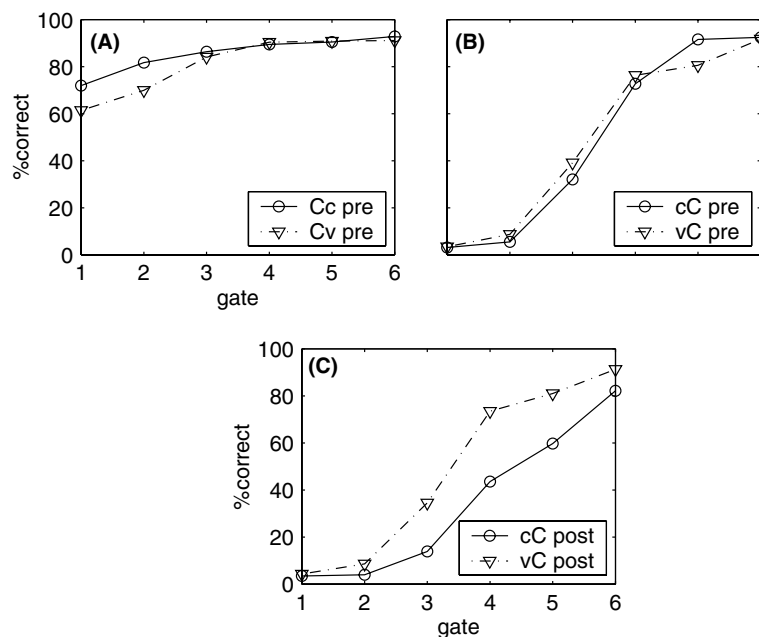 (A)
100
80
60
40
20
0
%correct
Cc pre
Cv pre
1 2 3 4 5 6
gate
(B)
cC pre
vC pre
(C)
100
80
60
40
20
0
%correct
cC post
vC post
1 2 3 4 5 6
gate